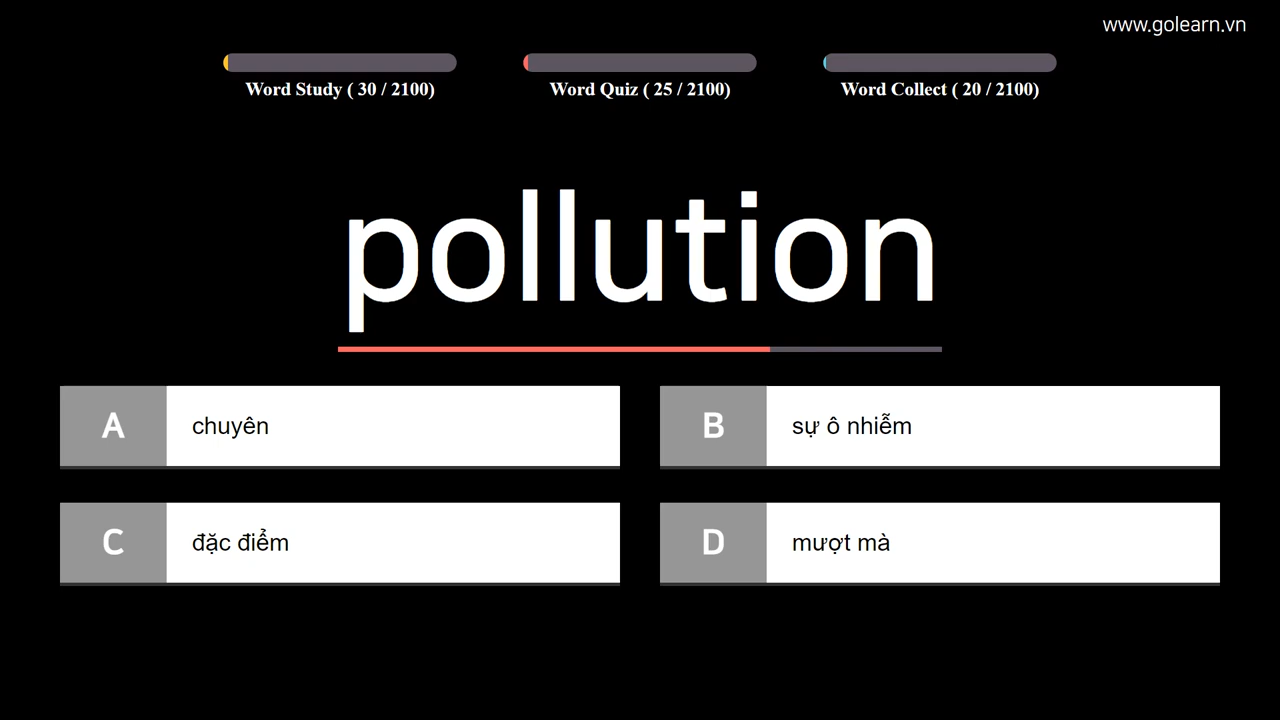 www.golearn.vn
Word Study ( 30 / 2100)
Word Quiz ( 25 / 2100)
Word Collect ( 20 / 2100)
pollution
A chuyên
B sự ô nhiễm
C đặc điểm
D mượt mà